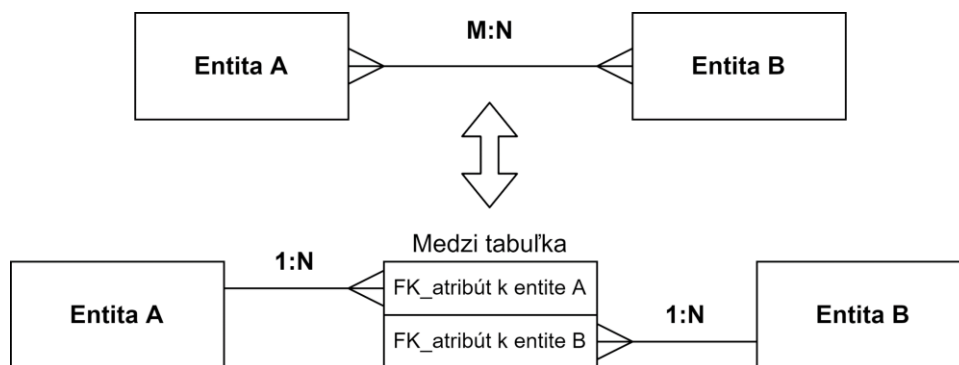 M:N
Entita A
Entita B
Medzi tabuľka
1:N
FK_atribút k entite A
Entita A
FK_atribút k entite B
1:N
Entita B